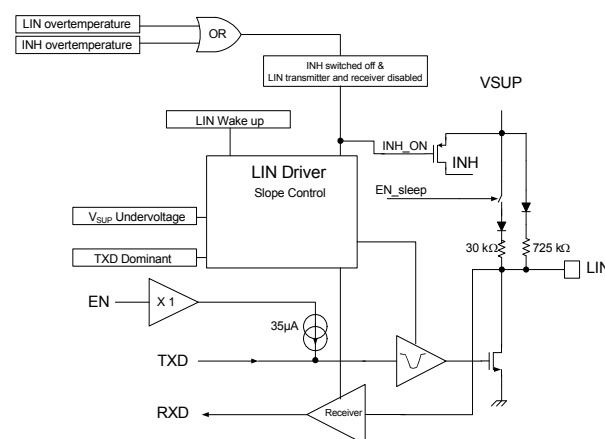 LIN overtemperature
INH overtemperature
OR
INH switched off &
LIN transmitter and receiver disabled
VSUP
LIN Wake up
INH_ON
INH
LIN Driver
Slope Control
EN_sleep
VSUP Undervoltage
TXD Dominant
30 kΩ
725 kΩ
LIN
EN
X 1
35µA
TXD
RXD
Receiver